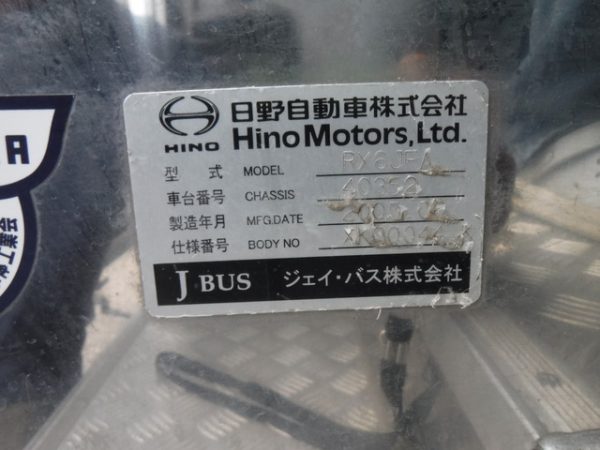 日野自動車株式会社
HINO
Hino Motors, Ltd.
型 式 MODEL RX6JFA
車台番号 CHASSIS
製造年月 MFG.DATE
仕様番号 BODY NO
J BUS ジェイ・バス株式会社
A